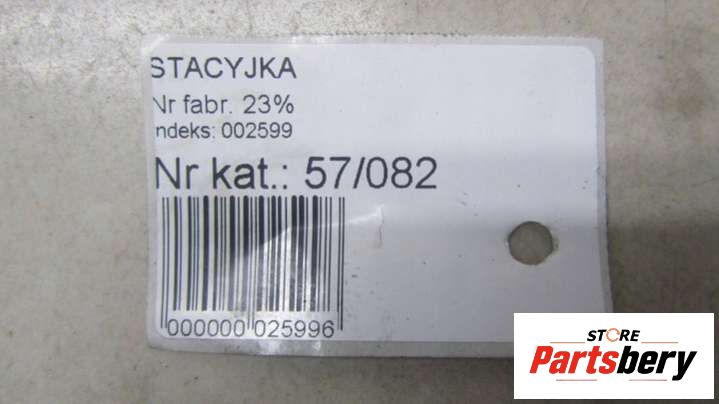 STACYJKA
Nr fabr. 23%
ndeks: 002599
Nr kat.: 57/082
000000 025996
STORE
Partsbery